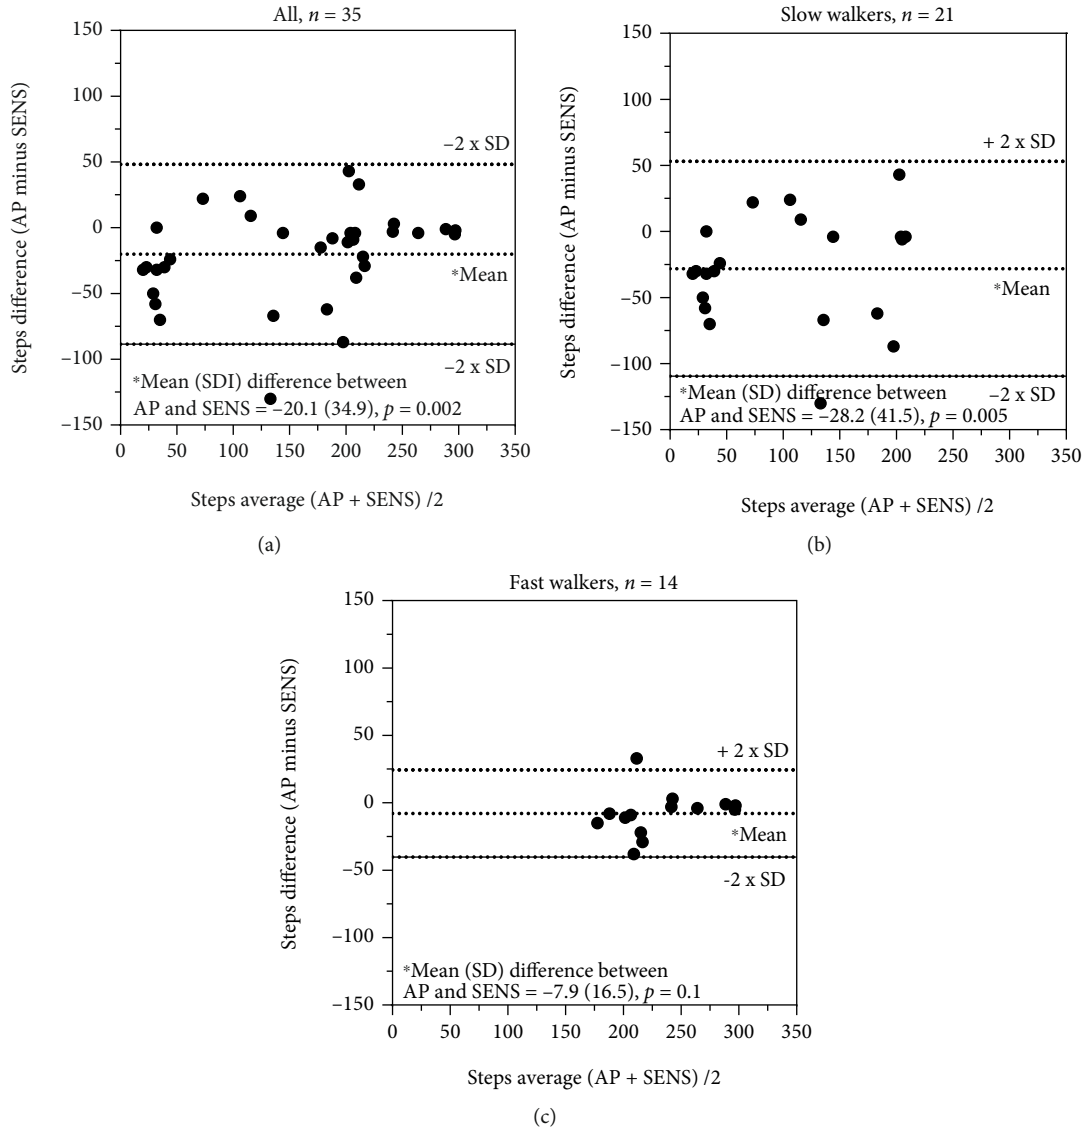 All, n = 35
150
100
50
0
−50
−100
−150
Steps difference (AP minus SENS)
−2 x SD
*Mean
−2 x SD
*Mean (SDI) difference between
AP and SENS = −20.1 (34.9), p = 0.002
0 50 100 150 200 250 300 350
Steps average (AP + SENS) /2
(a)
Slow walkers, n = 21
150
100
50
0
−50
−100
−150
Steps difference (AP minus SENS)
+ 2 x SD
*Mean
−2 x SD
*Mean (SD) difference between
AP and SENS = −28.2 (41.5), p = 0.005
0 50 100 150 200 250 300 350
Steps average (AP + SENS) /2
(b)
Fast walkers, n = 14
150
100
50
0
−50
−100
−150
Steps difference (AP minus SENS)
+ 2 x SD
*Mean
-2 x SD
*Mean (SD) difference between
AP and SENS = −7.9 (16.5), p = 0.1
0 50 100 150 200 250 300 350
Steps average (AP + SENS) /2
(c)